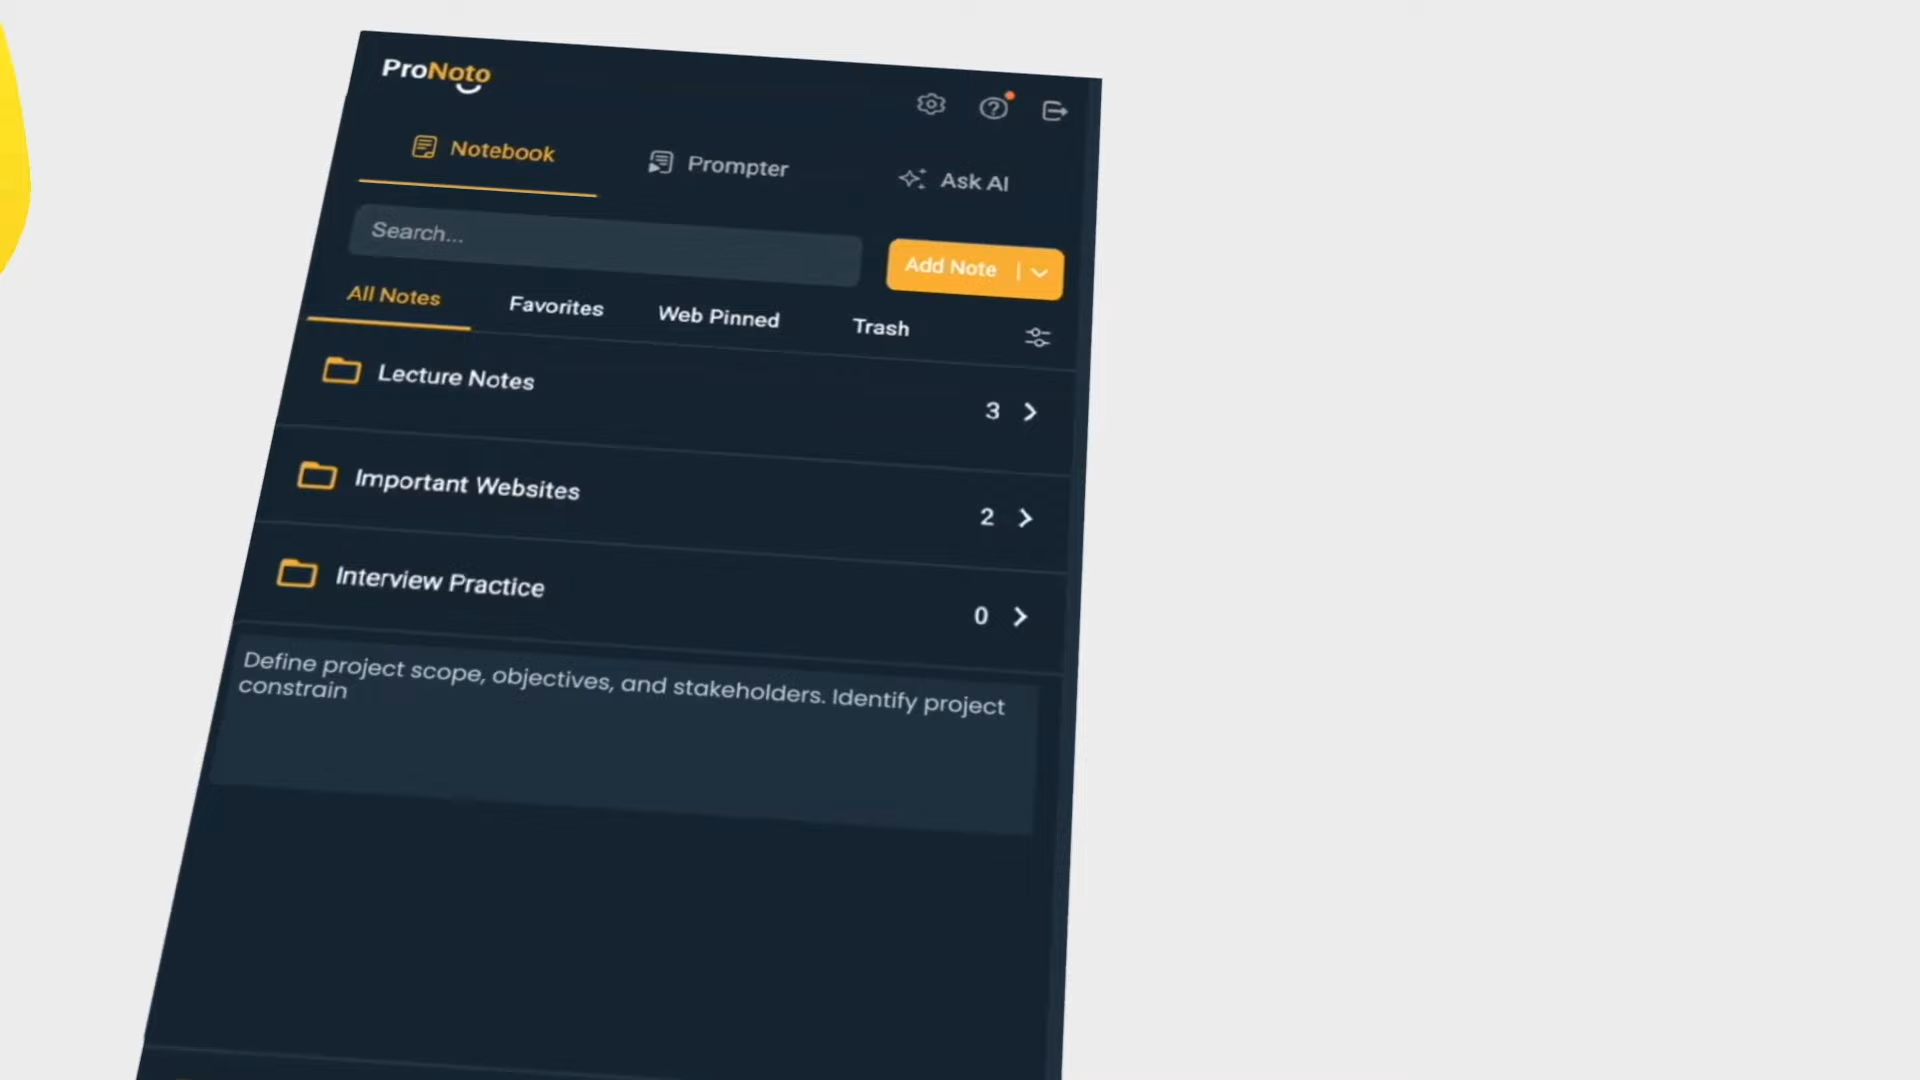 ProNoto
Notebook
Prompter
Ask AI
Search...
Add Note
All Notes
Favorites
Web Pinned
Trash
Lecture Notes
3
Important Websites
2
Interview Practice
0
Define project scope, objectives, and stakeholders. Identify project
constrain